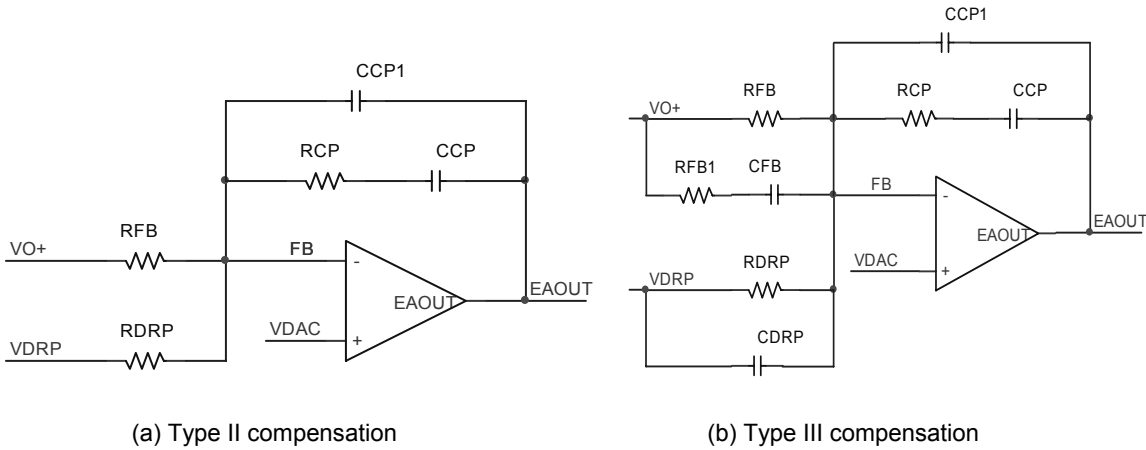 CCP1
RCP
CCP
RFB
VO+
FB
-
EAOUT
EAOUT
VDAC
+
RDRP
VDRP
(a) Type II compensation
CCP1
RFB
RCP
CCP
VO+
RFB1
CFB
FB
-
EAOUT
EAOUT
RDRP
VDAC
+
VDRP
CDRP
(b) Type III compensation